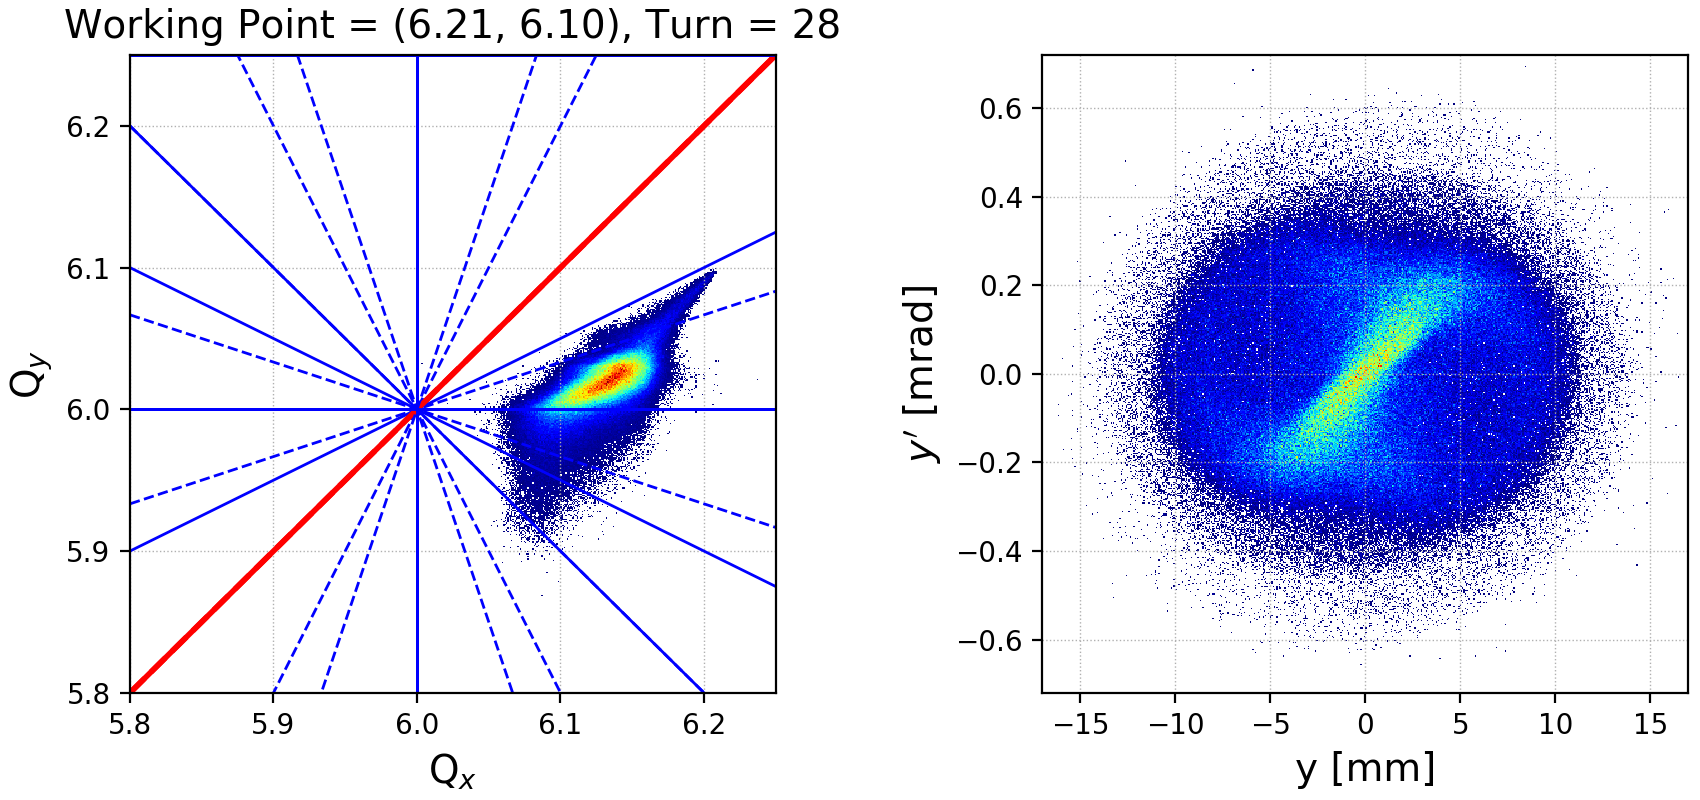 Working Point = (6.21, 6.10), Turn = 28
6.2
6.1
6.0
5.9
5.8
Qy
5.8 5.9 6.0 6.1 6.2
Qx
0.6
0.4
0.2
0.0
−0.2
−0.4
−0.6
y′ [mrad]
−15 −10 −5 0 5 10 15
y [mm]